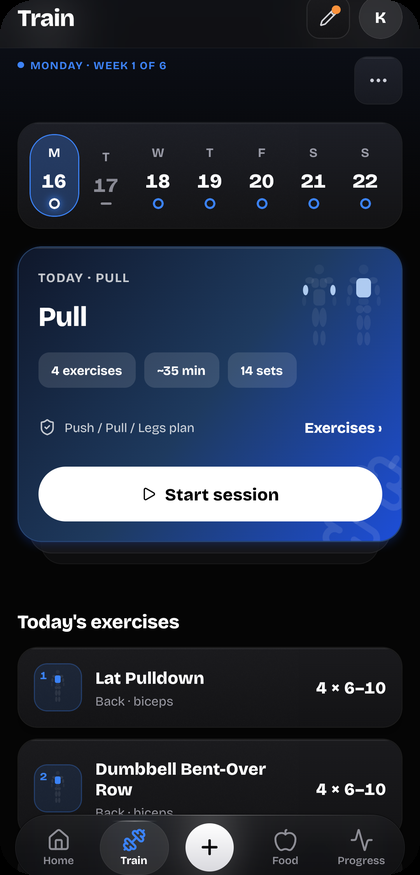 Train
K
MONDAY · WEEK 1 OF 6
M T W T F S S
16 17 18 19 20 21 22
TODAY · PULL
Pull
4 exercises ~35 min 14 sets
Push / Pull / Legs plan Exercises ›
Start session
Today's exercises
1
Lat Pulldown
Back · biceps
4 × 6–10
2
Dumbbell Bent-Over
Row
Back · biceps
4 × 6–10
Home Train Food Progress